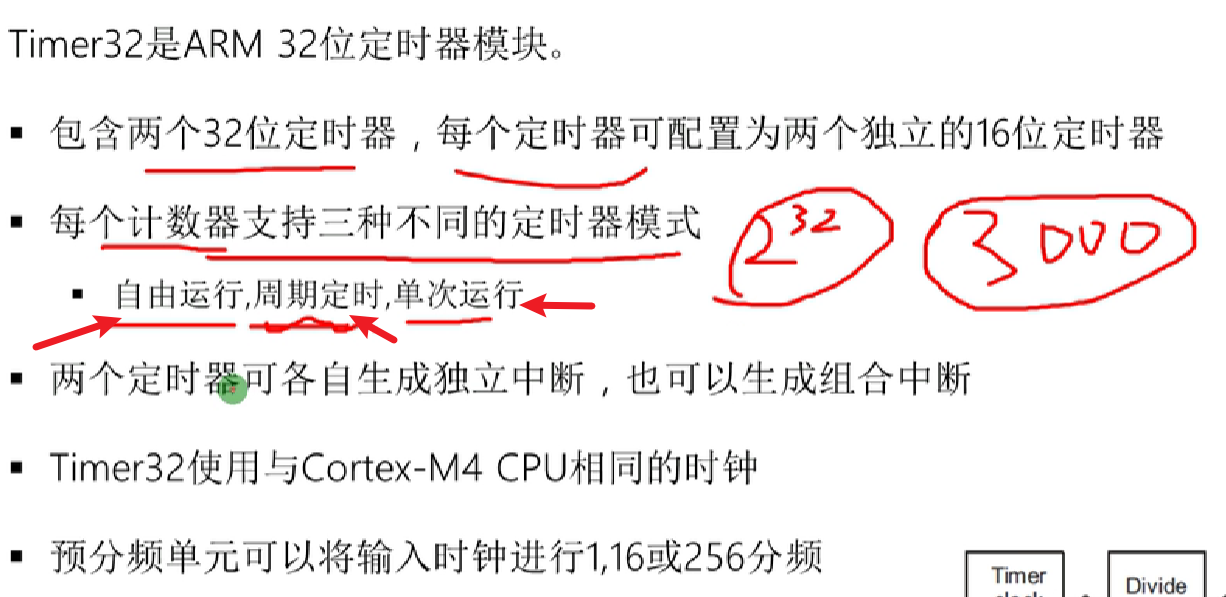 Timer32是ARM 32位定时器模块。
▪ 包含两个32位定时器，每个定时器可配置为两个独立的16位定时器
▪ 每个计数器支持三种不同的定时器模式
2^32
3000
▪ 自由运行,周期定时,单次运行
▪ 两个定时器可各自生成独立中断，也可以生成组合中断
▪ Timer32使用与Cortex-M4 CPU相同的时钟
▪ 预分频单元可以将输入时钟进行1,16或256分频
Timer
Divide